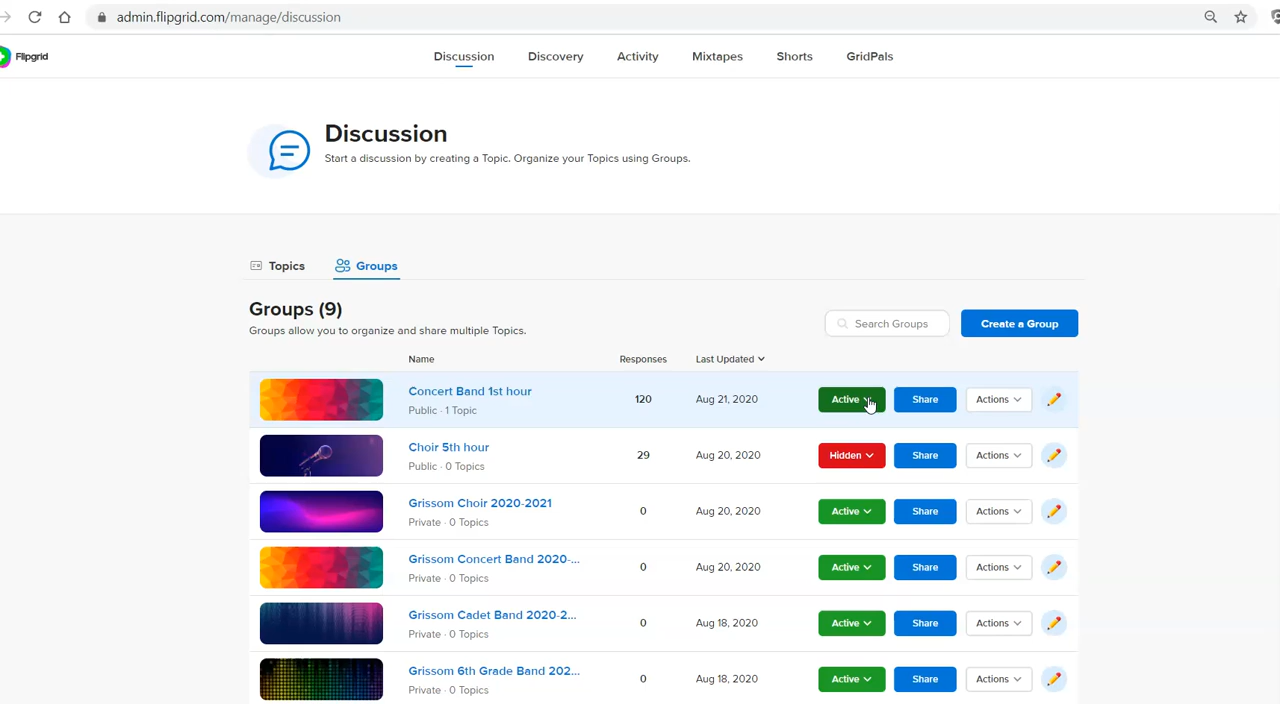 admin.flipgrid.com/manage/discussion
Flipgrid
Discussion Discovery Activity Mixtapes Shorts GridPals
Discussion
Start a discussion by creating a Topic. Organize your Topics using Groups.
Topics Groups
Groups (9)
Groups allow you to organize and share multiple Topics.
Search Groups Create a Group
Name Responses Last Updated
Concert Band 1st hour
Public · 1 Topic
120 Aug 21, 2020 Active Share Actions
Choir 5th hour
Public · 0 Topics
29 Aug 20, 2020 Hidden Share Actions
Grissom Choir 2020-2021
Private · 0 Topics
0 Aug 20, 2020 Active Share Actions
Grissom Concert Band 2020-...
Private · 0 Topics
0 Aug 20, 2020 Active Share Actions
Grissom Cadet Band 2020-2...
Private · 0 Topics
0 Aug 18, 2020 Active Share Actions
Grissom 6th Grade Band 202...
Private · 0 Topics
0 Aug 18, 2020 Active Share Actions